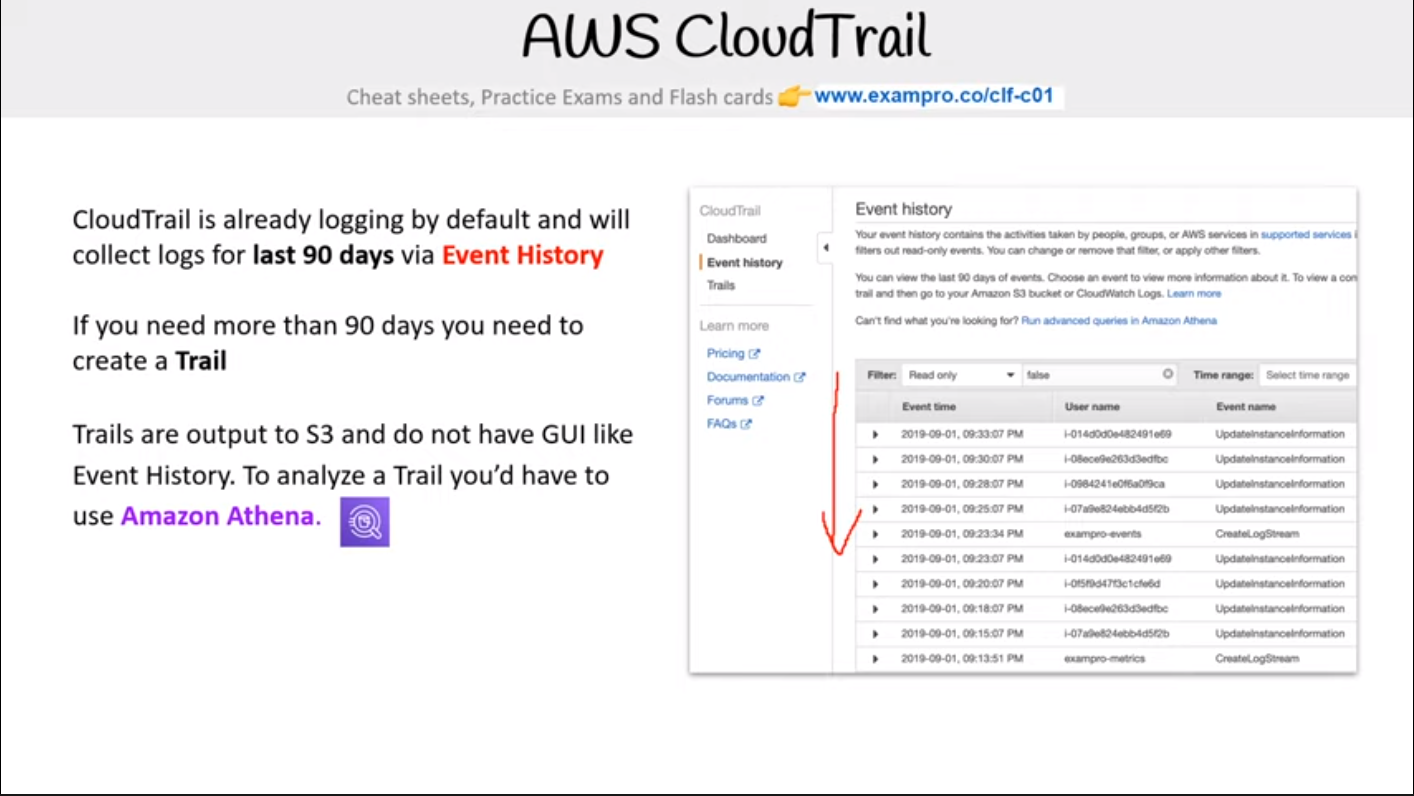 AWS CloudTrail
Cheat sheets, Practice Exams and Flash cards 👉 www.exampro.co/clf-c01
CloudTrail is already logging by default and will
collect logs for last 90 days via Event History
If you need more than 90 days you need to
create a Trail
Trails are output to S3 and do not have GUI like
Event History. To analyze a Trail you’d have to
use Amazon Athena.
CloudTrail
Dashboard
Event history
Trails
Learn more
Pricing
Documentation
Forums
FAQs
Event history
Your event history contains the activities taken by people, groups, or AWS services in supported services i
filters out read-only events. You can change or remove that filter, or apply other filters.
You can view the last 90 days of events. Choose an event to view more information about it. To view a com
trail and then go to your Amazon S3 bucket or CloudWatch Logs. Learn more
Can't find what you're looking for? Run advanced queries in Amazon Athena
Filter: Read only false Time range: Select time range
Event time User name Event name
2019-09-01, 09:33:07 PM i-014d0d0e482491e69 UpdateInstanceInformation
2019-09-01, 09:30:07 PM i-08ece9e263d3edfbc UpdateInstanceInformation
2019-09-01, 09:28:07 PM i-0984241e0f6a0f9ca UpdateInstanceInformation
2019-09-01, 09:25:07 PM i-07a9e824ebb4d5f2b UpdateInstanceInformation
2019-09-01, 09:23:34 PM exampro-events CreateLogStream
2019-09-01, 09:23:07 PM i-014d0d0e482491e69 UpdateInstanceInformation
2019-09-01, 09:20:07 PM i-0f5f9d47f3c1cfe6d UpdateInstanceInformation
2019-09-01, 09:18:07 PM i-08ece9e263d3edfbc UpdateInstanceInformation
2019-09-01, 09:15:07 PM i-07a9e824ebb4d5f2b UpdateInstanceInformation
2019-09-01, 09:13:51 PM exampro-metrics CreateLogStream